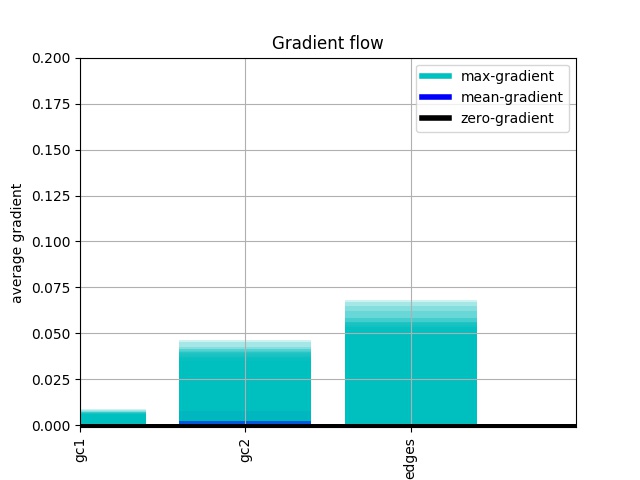 Gradient flow
max-gradient
mean-gradient
zero-gradient
average gradient
0.200
0.175
0.150
0.125
0.100
0.075
0.050
0.025
0.000
gc1
gc2
edges